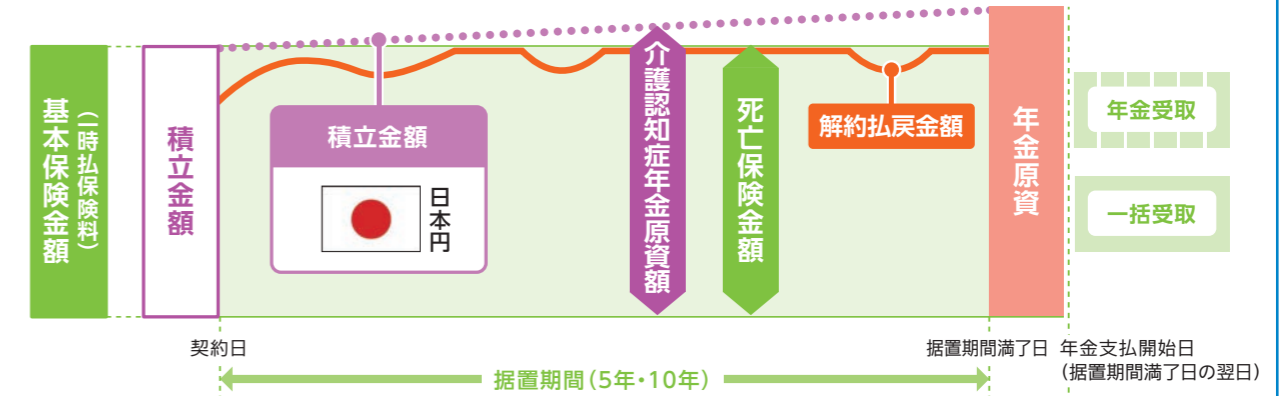 基本保険金額
（一時払保険料）
積立金額
積立金額
日本円
介護認知症年金原資額
死亡保険金額
解約払戻金額
年金原資
年金受取
一括受取
契約日
据置期間満了日
年金支払開始日
（据置期間満了日の翌日）
据置期間（5年・10年）